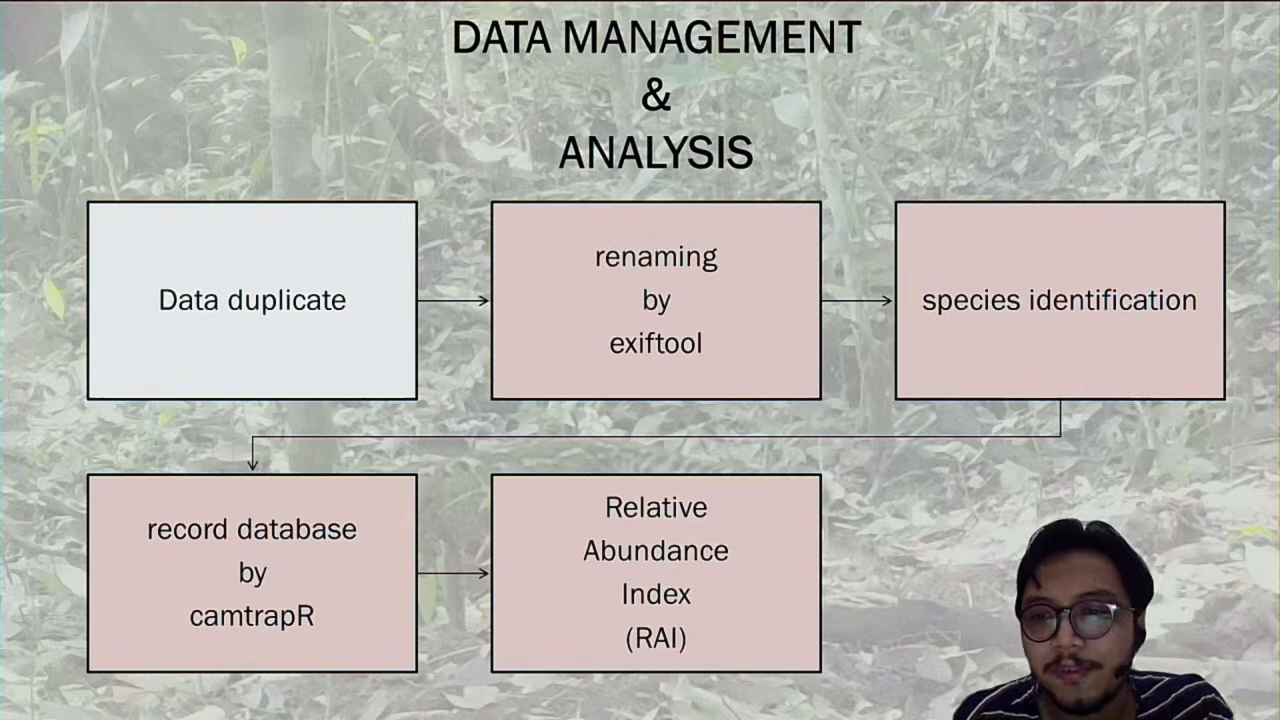 DATA MANAGEMENT
&
ANALYSIS
Data duplicate
renaming
by
exiftool
species identification
record database
by
camtrapR
Relative
Abundance
Index
(RAI)